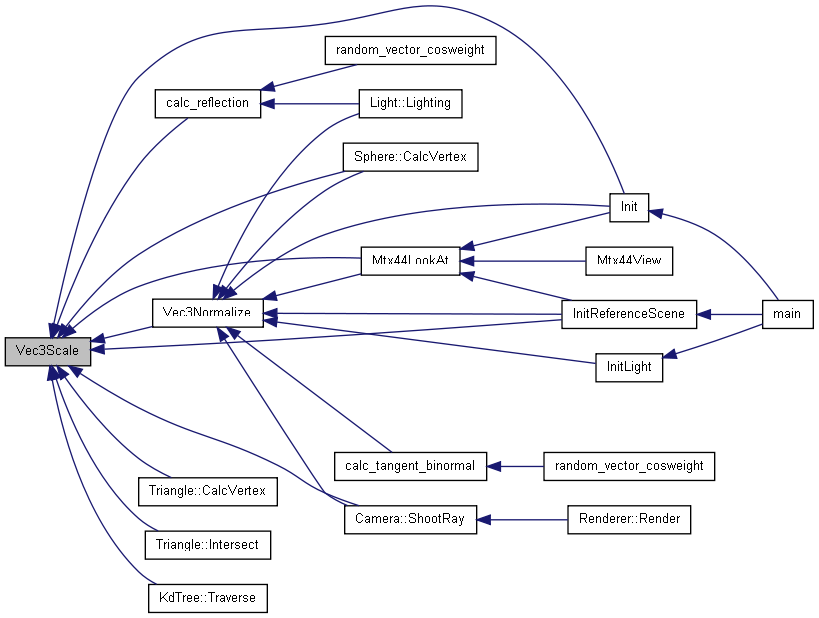 random_vector_cosweight
calc_reflection
Light::Lighting
Sphere::CalcVertex
Init
Mtx44LookAt
Mtx44View
Vec3Normalize
InitReferenceScene
main
Vec3Scale
InitLight
calc_tangent_binormal
random_vector_cosweight
Triangle::CalcVertex
Camera::ShootRay
Renderer::Render
Triangle::Intersect
KdTree::Traverse